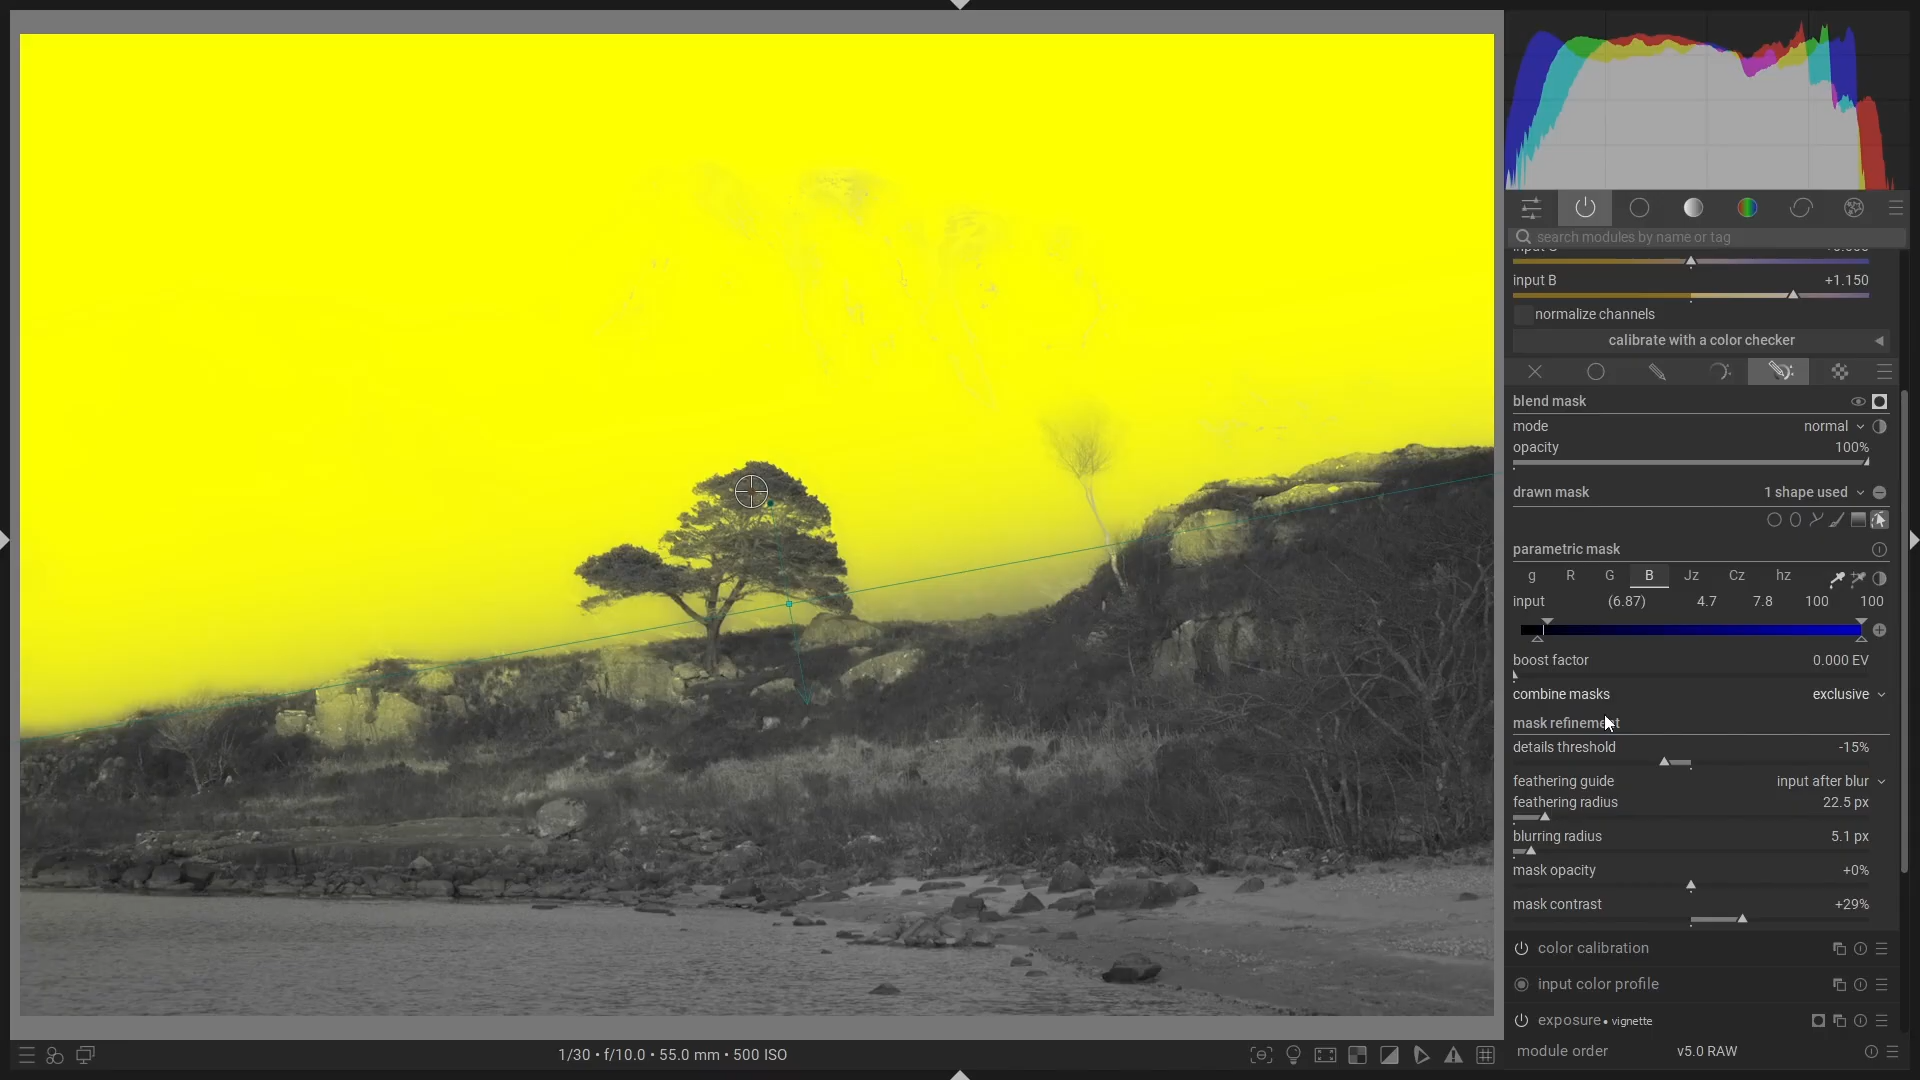 search modules by name or tag
input B +1.150
normalize channels
calibrate with a color checker
blend mask
mode normal
opacity 100%
drawn mask 1 shape used
parametric mask
g R G B Jz Cz hz
input (6.87) 4.7 7.8 100 100
boost factor 0.000 EV
combine masks exclusive
mask refinement
details threshold -15%
feathering guide input after blur
feathering radius 22.5 px
blurring radius 5.1 px
mask opacity +0%
mask contrast +29%
color calibration
input color profile
exposure • vignette
module order v5.0 RAW
1/30 • f/10.0 • 55.0 mm • 500 ISO